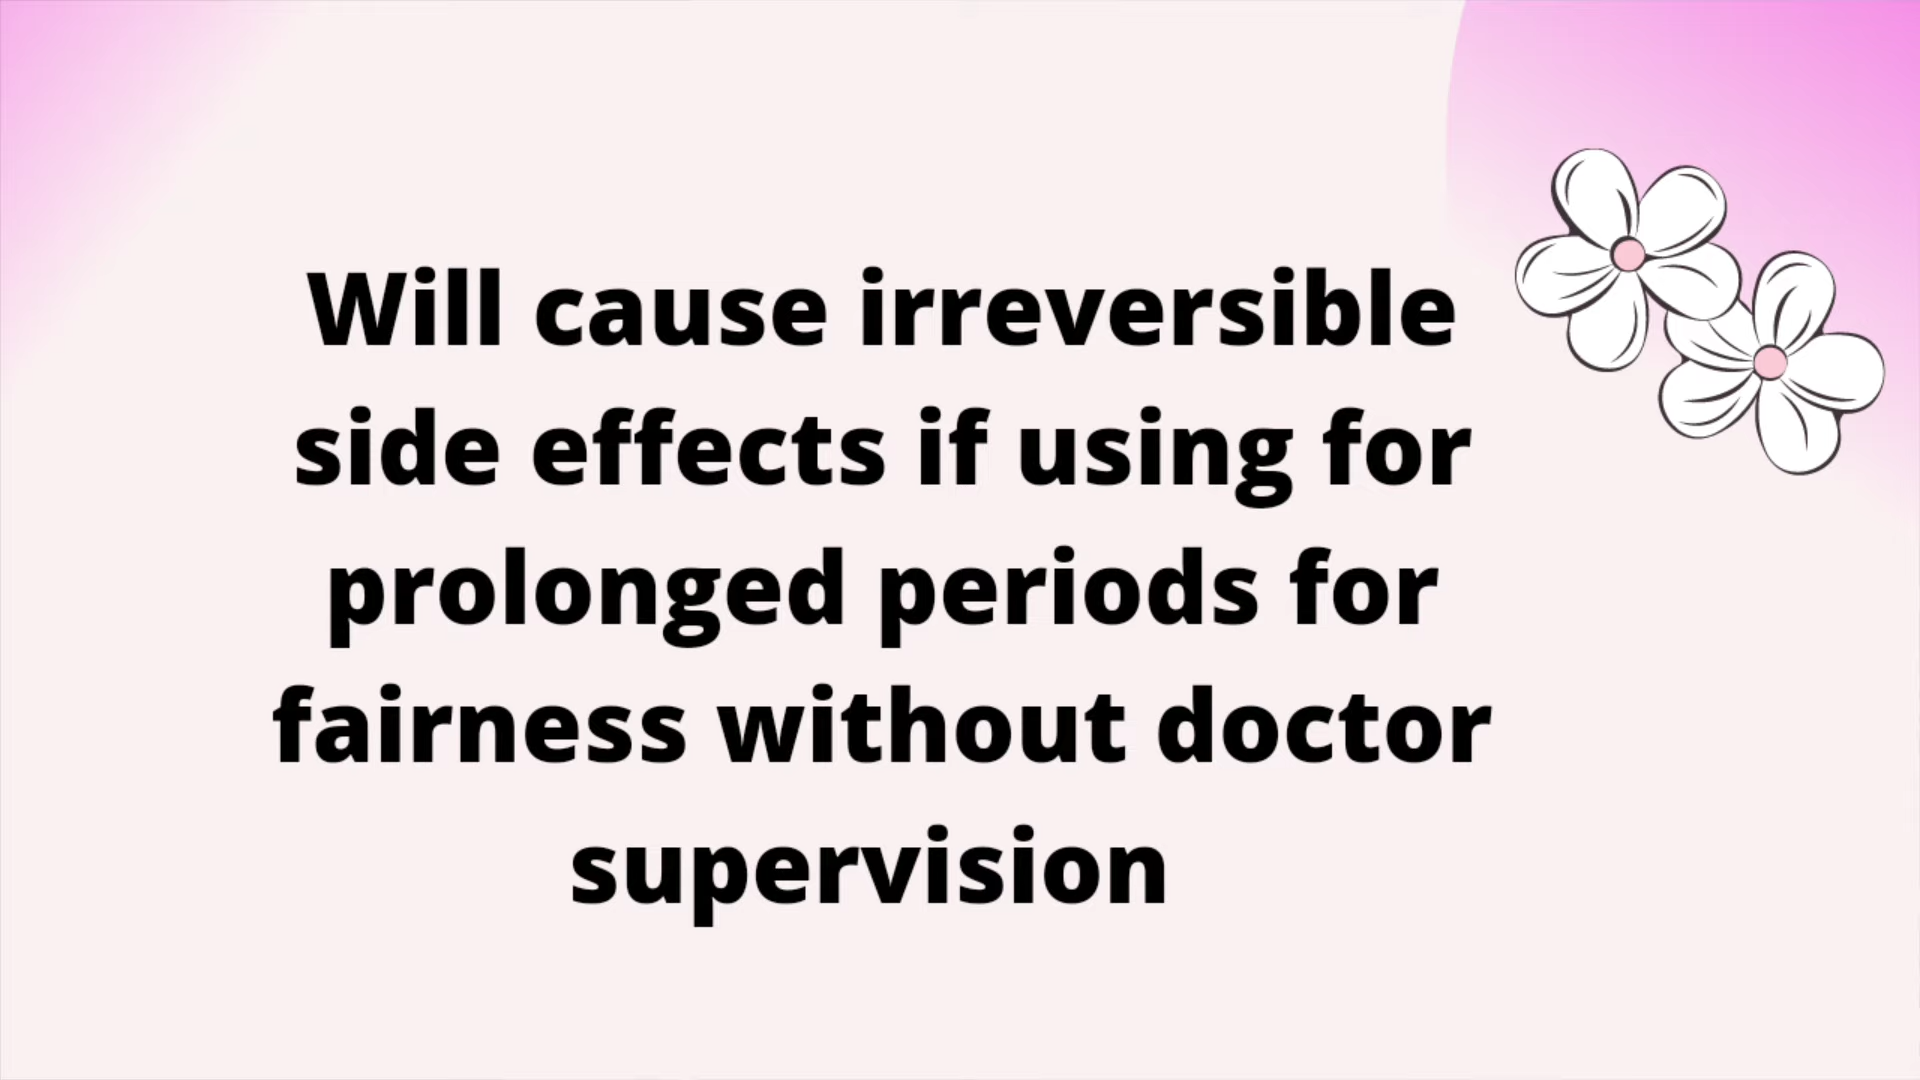 Will cause irreversible
side effects if using for
prolonged periods for
fairness without doctor
supervision